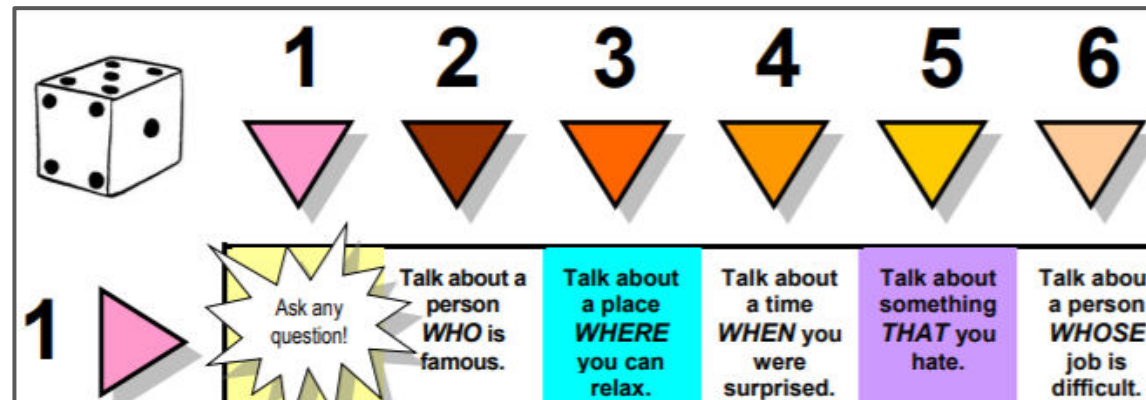 1 2 3 4 5 6
1
Ask any
question!
Talk about a
person
WHO is
famous.
Talk about
a place
WHERE
you can
relax.
Talk about
a time
WHEN you
were
surprised.
Talk about
something
THAT you
hate.
Talk about
a person
WHOSE
job is
difficult.